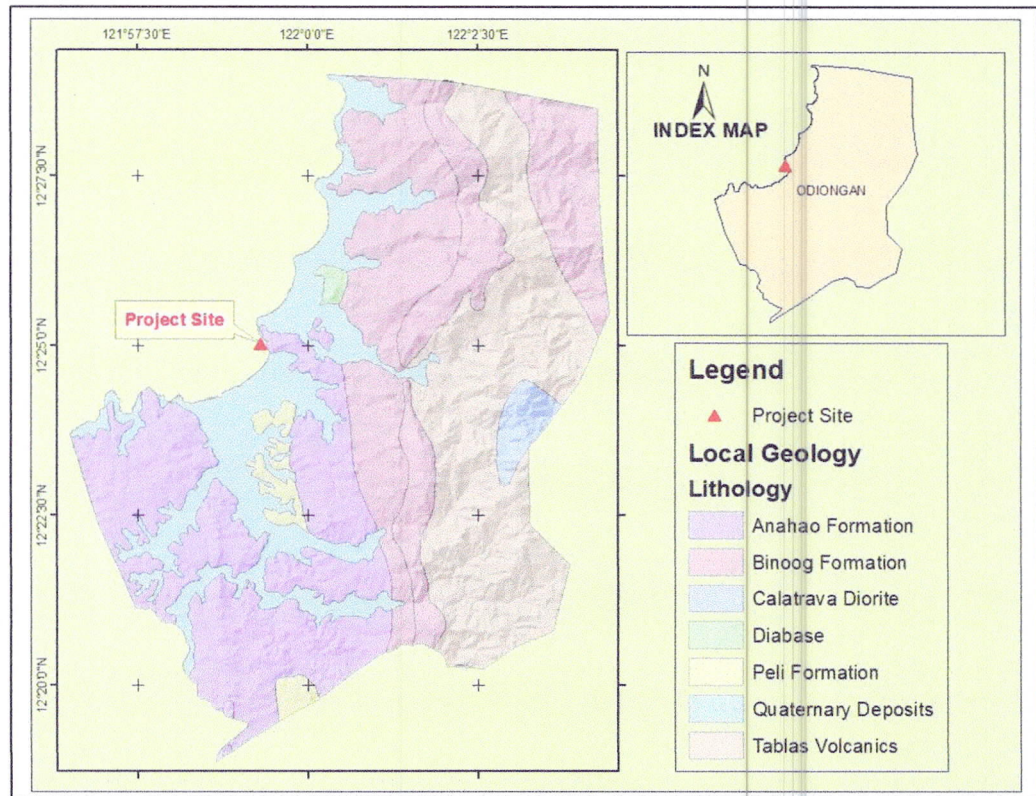 121°57'30"E 122°0'0"E 122°2'30"E
12°27'30"N
12°25'0"N
12°22'30"N
12°20'0"N
Project Site
N
INDEX MAP
ODIONGAN
Legend
Project Site
Local Geology
Lithology
Anahao Formation
Binoog Formation
Calatrava Diorite
Diabase
Peli Formation
Quaternary Deposits
Tablas Volcanics